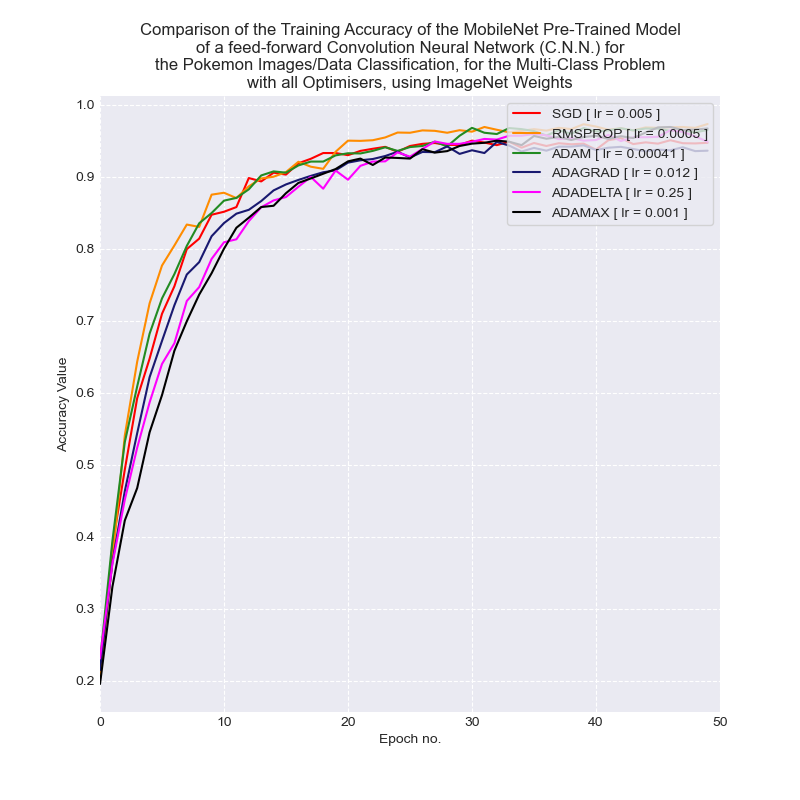 Comparison of the Training Accuracy of the MobileNet Pre-Trained Model
of a feed-forward Convolution Neural Network (C.N.N.) for
the Pokemon Images/Data Classification, for the Multi-Class Problem
with all Optimisers, using ImageNet Weights
1.0
0.9
0.8
0.7
0.6
0.5
0.4
0.3
0.2
Accuracy Value
SGD [ lr = 0.005 ]
RMSPROP [ lr = 0.0005 ]
ADAM [ lr = 0.00041 ]
ADAGRAD [ lr = 0.012 ]
ADADELTA [ lr = 0.25 ]
ADAMAX [ lr = 0.001 ]
0 10 20 30 40 50
Epoch no.